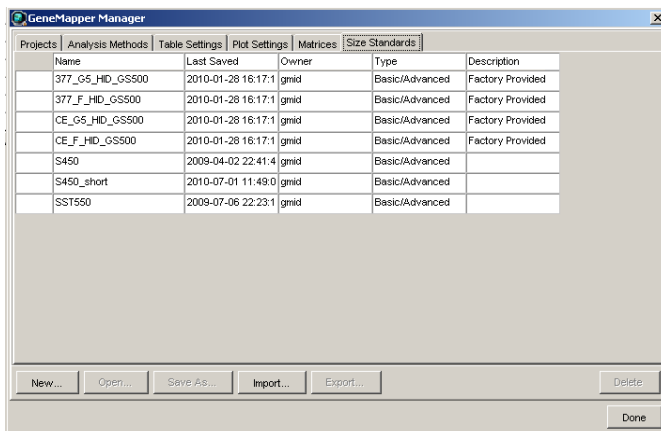 GeneMapper Manager
Projects Analysis Methods Table Settings Plot Settings Matrices Size Standards
Name Last Saved Owner Type Description
377_G5_HID_GS500 2010-01-28 16:17:1 gmid Basic/Advanced Factory Provided
377_F_HID_GS500 2010-01-28 16:17:1 gmid Basic/Advanced Factory Provided
CE_G5_HID_GS500 2010-01-28 16:17:1 gmid Basic/Advanced Factory Provided
CE_F_HID_GS500 2010-01-28 16:17:1 gmid Basic/Advanced Factory Provided
S450 2009-04-02 22:41:4 gmid Basic/Advanced
S450_short 2010-07-01 11:49:0 gmid Basic/Advanced
SST550 2009-07-06 22:23:1 gmid Basic/Advanced
New... Open... Save As... Import... Export... Delete
Done